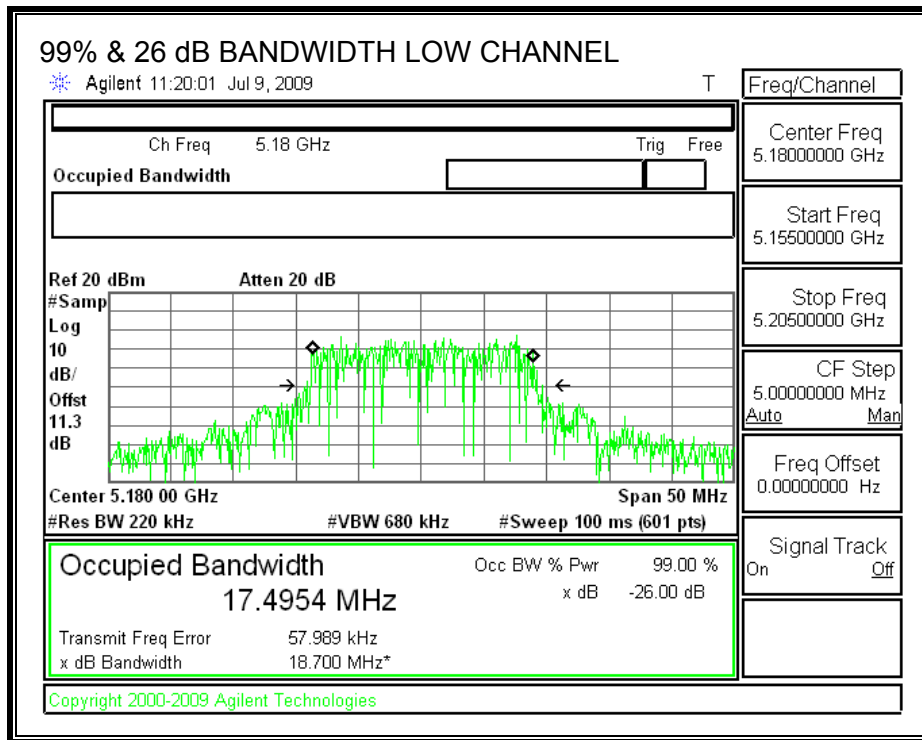 99% & 26 dB BANDWIDTH LOW CHANNEL
Agilent 11:20:01 Jul 9, 2009 T
Freq/Channel
Ch Freq 5.18 GHz Trig Free
Occupied Bandwidth
Center Freq
5.18000000 GHz
Start Freq
5.15500000 GHz
Stop Freq
5.20500000 GHz
CF Step
5.00000000 MHz
Auto Man
Freq Offset
0.00000000 Hz
Signal Track
On Off
Ref 20 dBm Atten 20 dB
#Samp
Log
10
dB/
Offst
11.3
dB
Center 5.180 00 GHz Span 50 MHz
#Res BW 220 kHz #VBW 680 kHz #Sweep 100 ms (601 pts)
Occupied Bandwidth Occ BW % Pwr 99.00 %
17.4954 MHz x dB -26.00 dB
Transmit Freq Error 57.989 kHz
x dB Bandwidth 18.700 MHz*
Copyright 2000-2009 Agilent Technologies